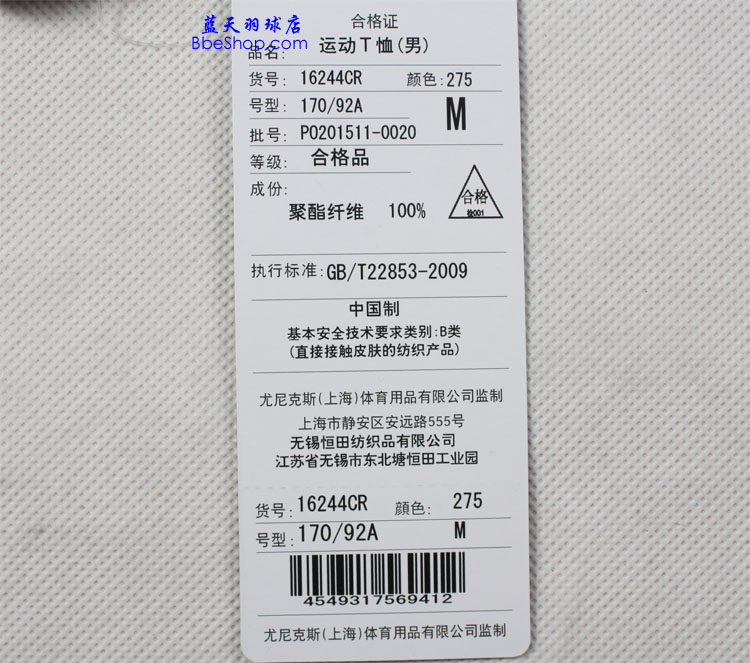 蓝天羽球店
BbeShop.com
合格证
品名: 运动T恤(男)
货号: 16244CR 颜色:275
号型: 170/92A M
批号: P0201511-0020
等级: 合格品
成份:
聚酯纤维 100%
合格
检001
执行标准:GB/T22853-2009
中国制
基本安全技术要求类别:B类
(直接接触皮肤的纺织产品)
尤尼克斯(上海)体育用品有限公司监制
上海市静安区安远路555号
无锡恒田纺织品有限公司
江苏省无锡市东北塘恒田工业园
货号: 16244CR 顔色: 275
号型: 170/92A M
4549317569412
尤尼克斯(上海)体育用品有限公司监制